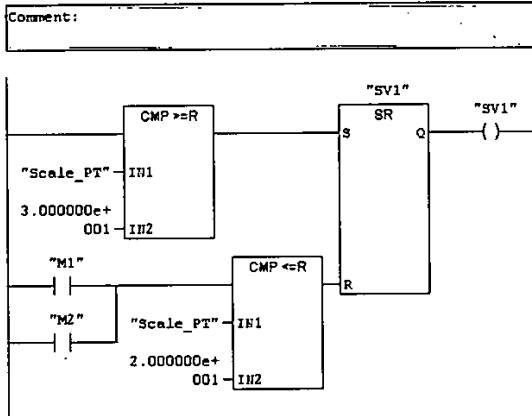 Comment:
"SV1"
CMP >=R
SR
"SV1"
S
Q
"Scale_PT"
IN1
3.000000e+
001
IN2
"M1"
CMP <=R
R
"M2"
"Scale_PT"
IN1
2.000000e+
001
IN2